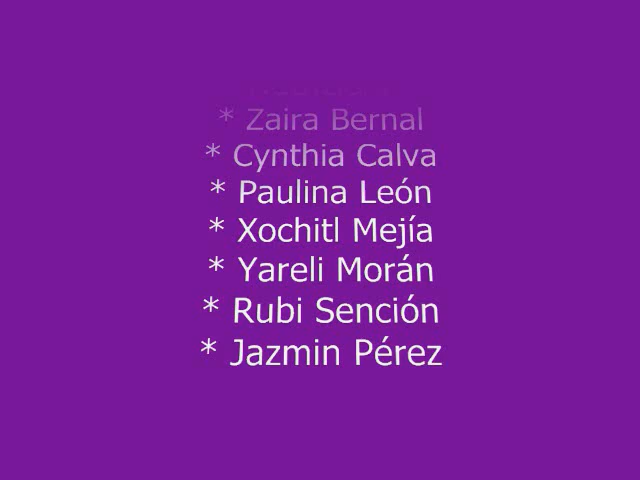 * Zaira Bernal
* Cynthia Calva
* Paulina León
* Xochitl Mejía
* Yareli Morán
* Rubi Sención
* Jazmin Pérez